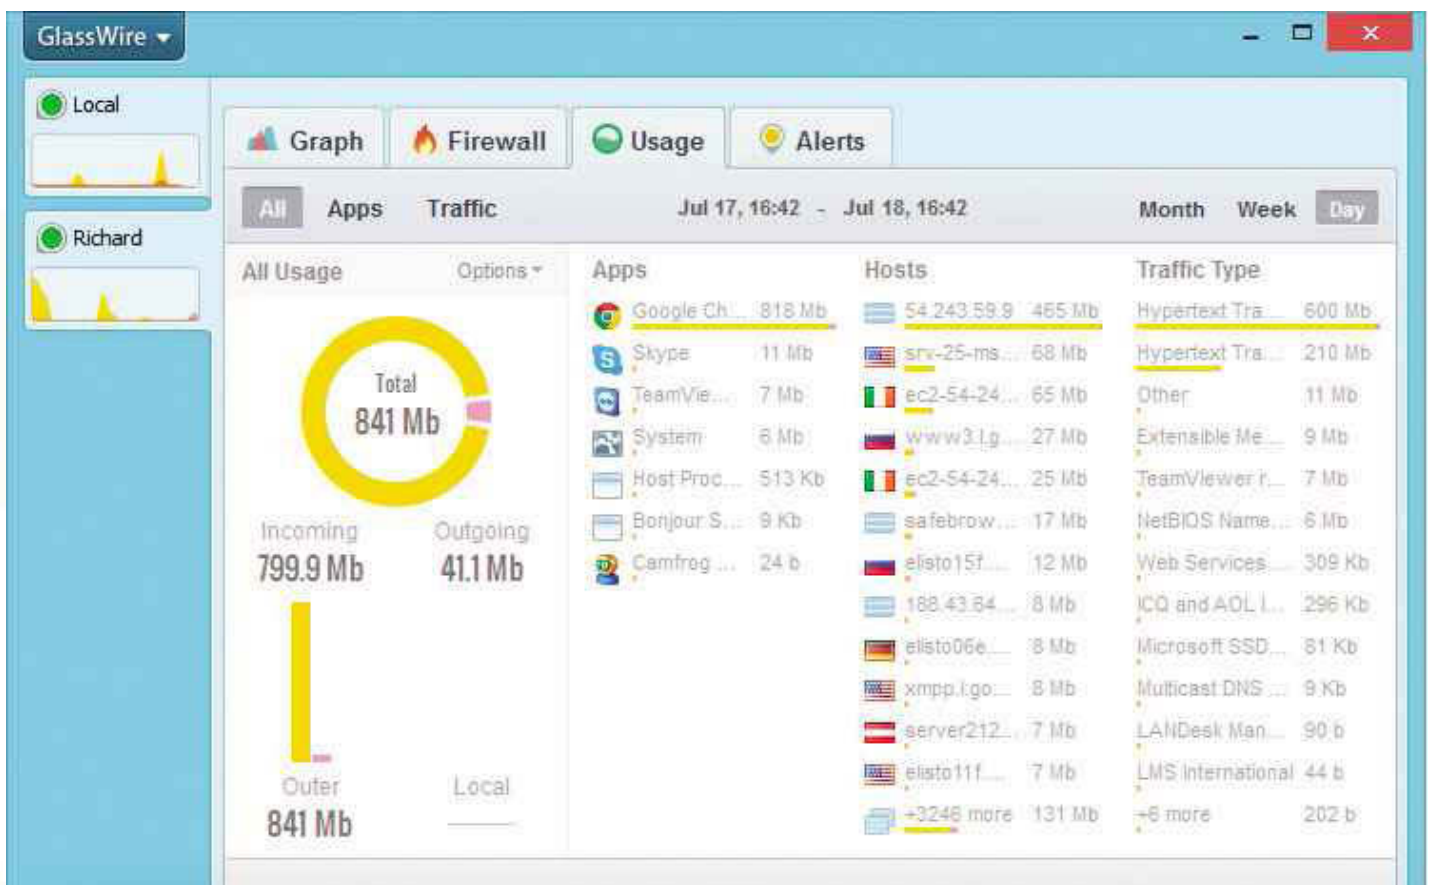 GlassWire
Local
Richard
Graph Firewall Usage Alerts
All Apps Traffic Jul 17, 16:42 - Jul 18, 16:42 Month Week Day
All Usage Options
Total
841 Mb
Incoming Outgoing
799.9 Mb 41.1 Mb
Outer Local
841 Mb
Apps
Google Ch... 818 Mb
Skype 11 Mb
TeamVie... 7 Mb
System 6 Mb
Host Proc... 513 Kb
Bonjour S... 9 Kb
Camfrog ... 24 b
Hosts
54.243.59.9 465 Mb
srv-25-ms... 68 Mb
ec2-54-24... 65 Mb
www3.l.g... 27 Mb
ec2-54-24... 25 Mb
safebrow... 17 Mb
elisto15f.... 12 Mb
188.43.64.... 8 Mb
elisto06e.... 8 Mb
xmpp.l.go... 8 Mb
server212... 7 Mb
elisto11f.... 7 Mb
+3246 more 131 Mb
Traffic Type
Hypertext Tra... 600 Mb
Hypertext Tra... 210 Mb
Other 11 Mb
Extensible Me... 9 Mb
TeamViewer r... 7 Mb
NetBIOS Name... 6 Mb
Web Services ... 309 Kb
ICQ and AOL I... 296 Kb
Microsoft SSD... 81 Kb
Multicast DNS ... 9 Kb
LANDesk Man... 90 b
LMS International 44 b
+6 more 202 b